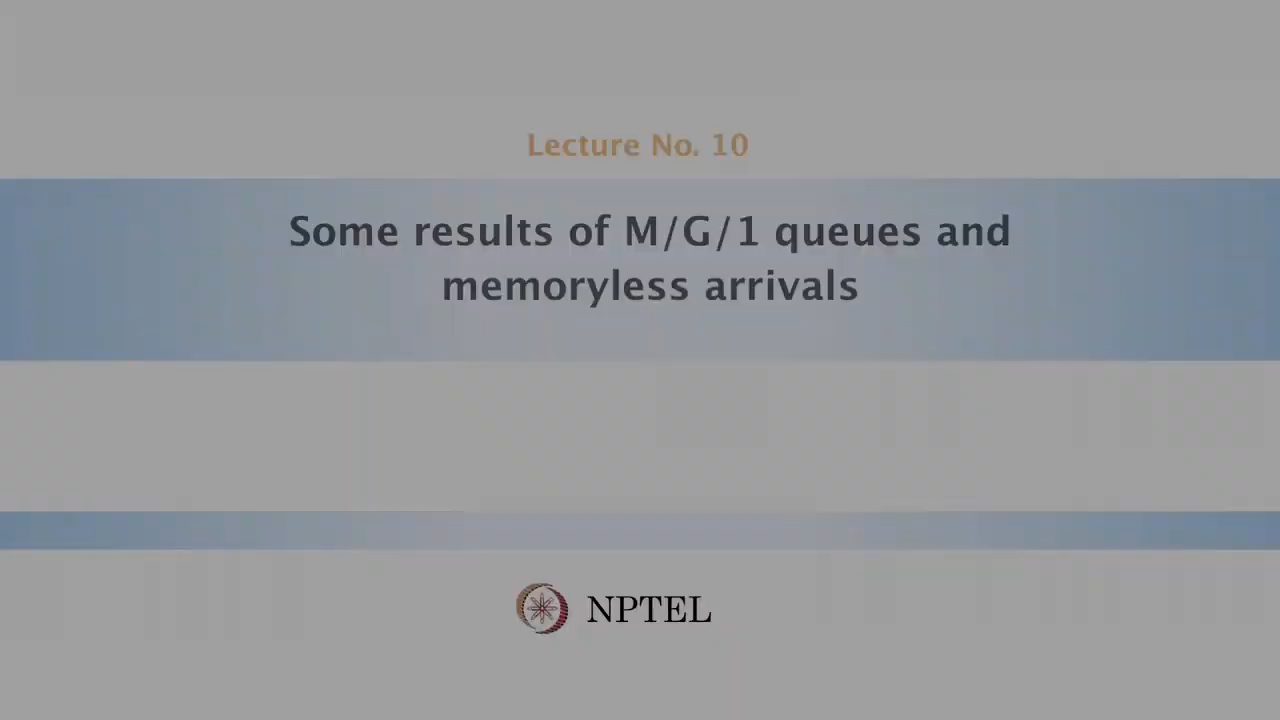 Lecture No. 10
Some results of M/G/1 queues and
memoryless arrivals
NPTEL